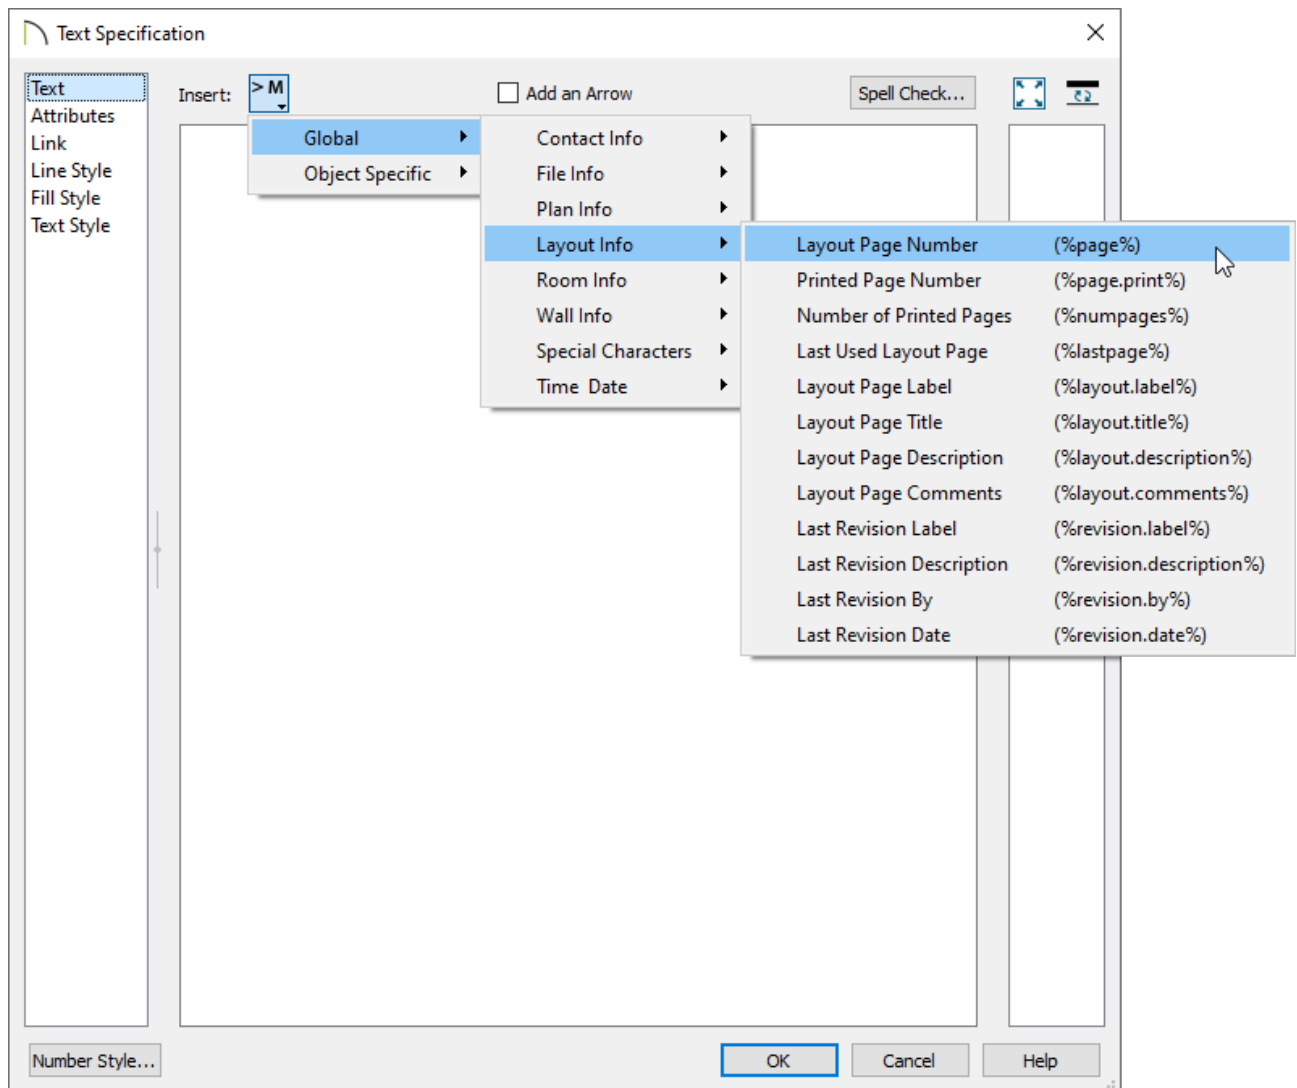 Text Specification
Text
Attributes
Link
Line Style
Fill Style
Text Style
Insert: > M
Add an Arrow
Spell Check...
Global
Object Specific
Contact Info
File Info
Plan Info
Layout Info
Room Info
Wall Info
Special Characters
Time Date
Layout Page Number (%page%)
Printed Page Number (%page.print%)
Number of Printed Pages (%numpages%)
Last Used Layout Page (%lastpage%)
Layout Page Label (%layout.label%)
Layout Page Title (%layout.title%)
Layout Page Description (%layout.description%)
Layout Page Comments (%layout.comments%)
Last Revision Label (%revision.label%)
Last Revision Description (%revision.description%)
Last Revision By (%revision.by%)
Last Revision Date (%revision.date%)
Number Style...
OK
Cancel
Help